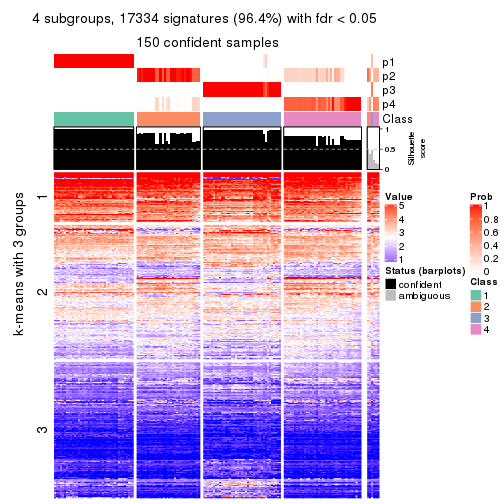 4 subgroups, 17334 signatures (96.4%) with fdr < 0.05
150 confident samples
p1
p2
p3
p4
Class
1
0.5
0
Silhouette
score
k-means with 3 groups
1
2
3
Value
5
4
3
2
1
Status (barplots)
confident
ambiguous
Prob
1
0.8
0.6
0.4
0.2
0
Class
1
2
3
4